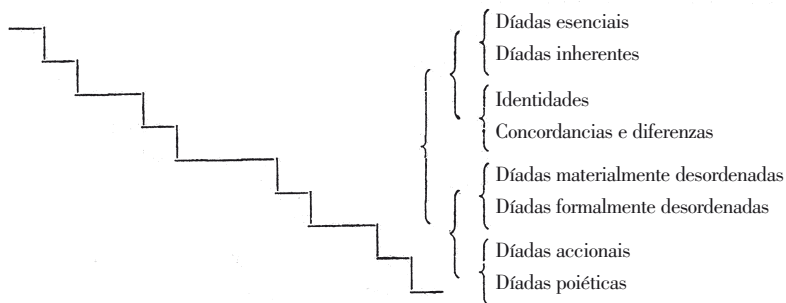 Díadas esenciais
Díadas inherentes
Identidades
Concordancias e diferenzas
Díadas materialmente desordenadas
Díadas formalmente desordenadas
Díadas accionais
Díadas poiéticas